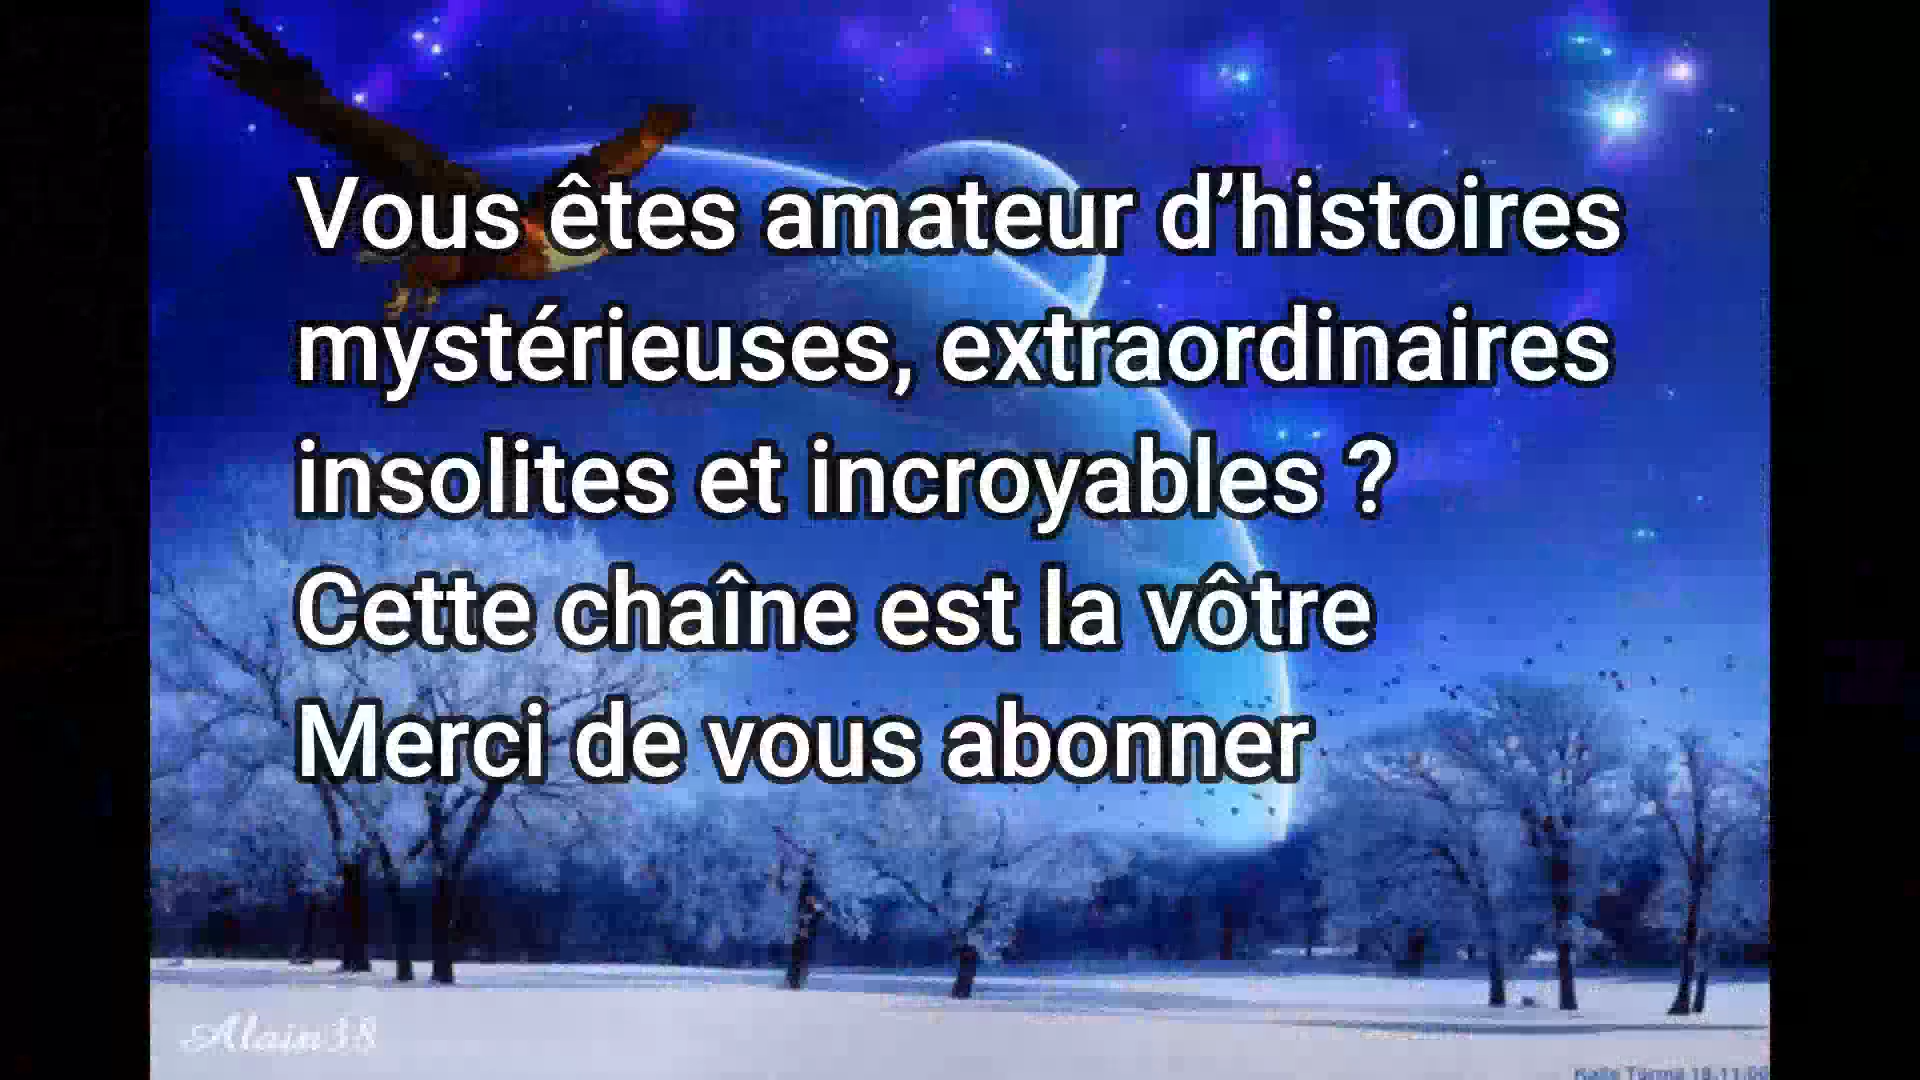 Vous êtes amateur d’histoires
mystérieuses, extraordinaires
insolites et incroyables ?
Cette chaîne est la vôtre
Merci de vous abonner
Alain38